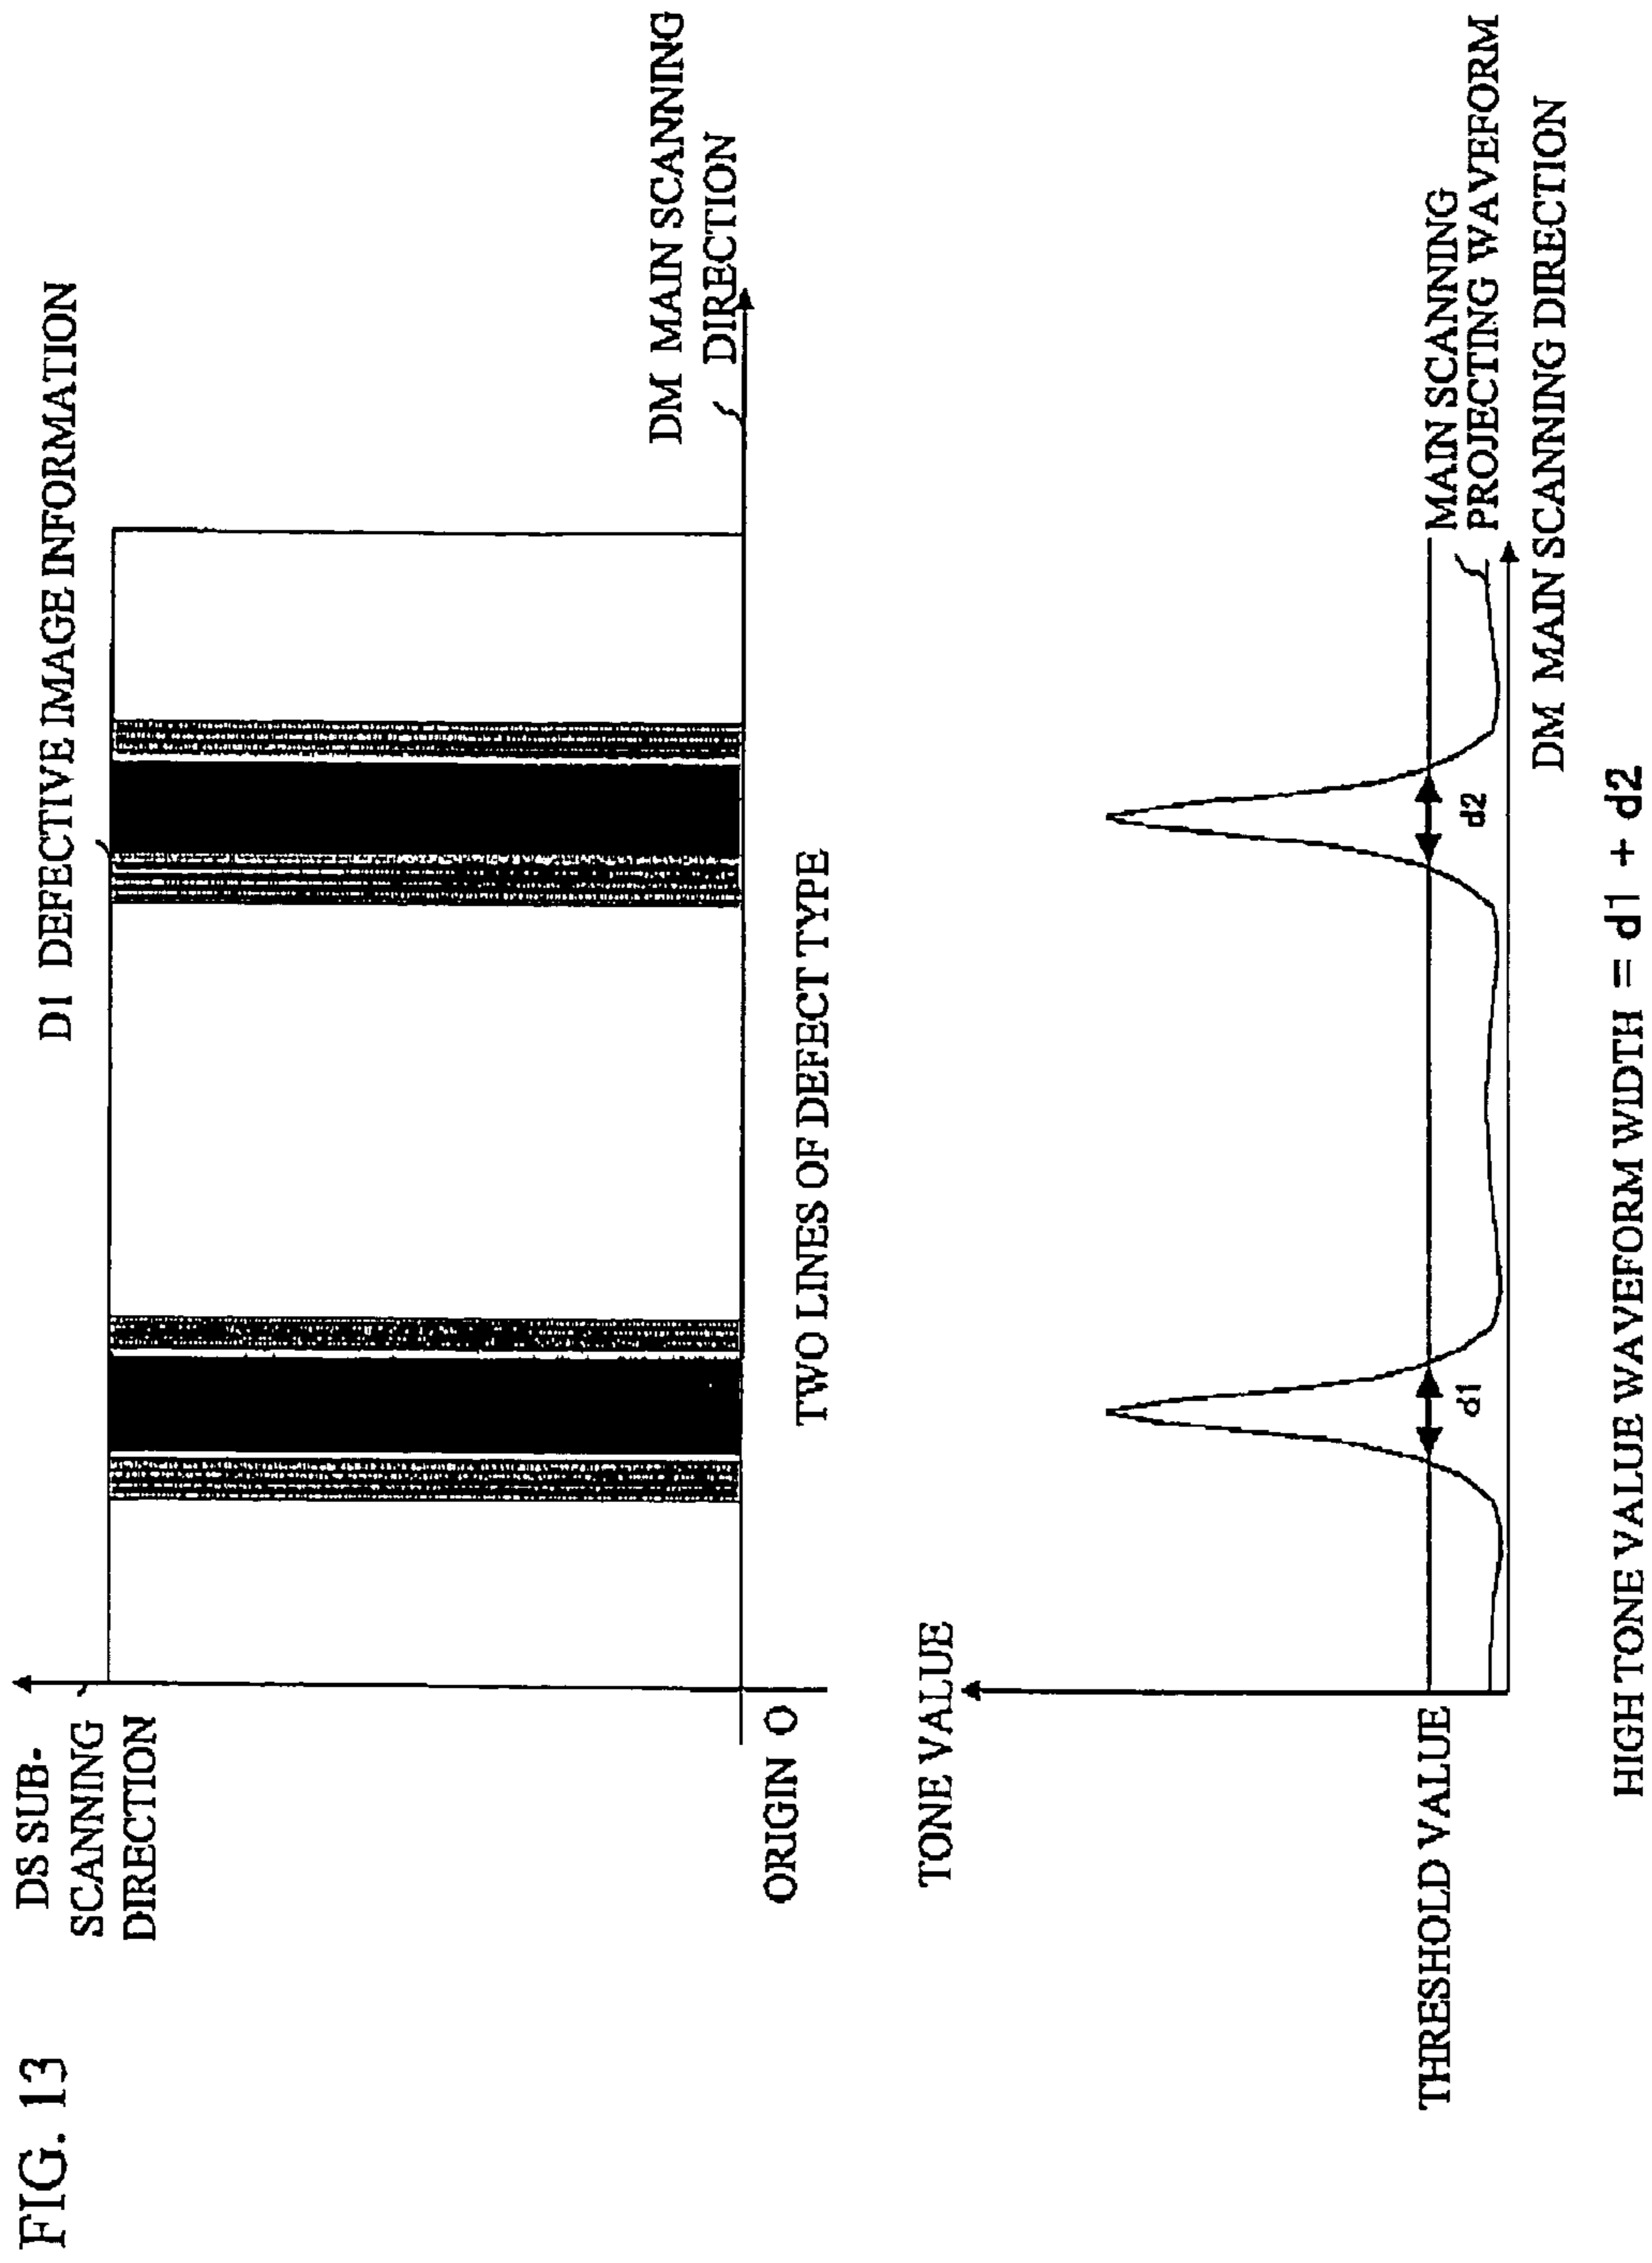 FIG. 13
D1 DEFECTIVE IMAGE INFORMATION
DS SUB-
SCANNING
DIRECTION
DM MAIN SCANNING
DIRECTION
ORIGIN O
TWO LINES OF DEFECT TYPE
TONE VALUE
THRESHOLD VALUE
MAIN SCANNING
PROJECTING WAVEFORM
d1
d2
DM MAIN SCANNING DIRECTION
HIGH TONE VALUE WAVEFORM WIDTH = d1 + d2